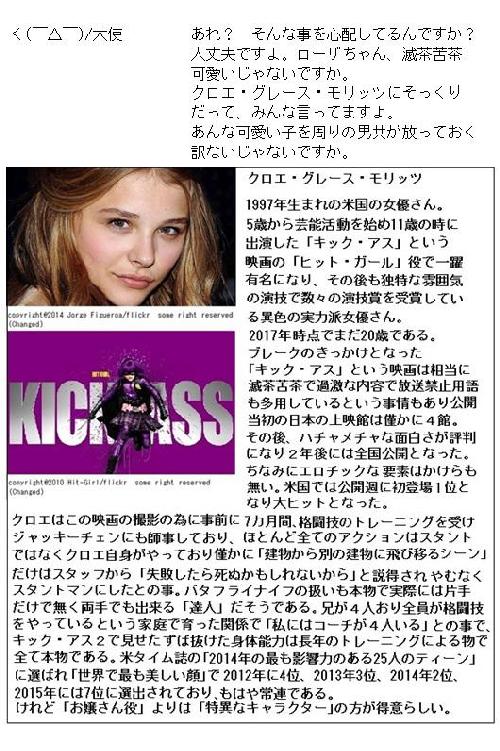 く(￣△￣)/大使
あれ？　そんな事を心配してるんですか？
大丈夫ですよ。ローザちゃん、滅茶苦茶
可愛いじゃないですか。
クロエ・グレース・モリッツにそっくり
だって、みんな言ってますよ。
あんな可愛い子を周りの男共が放っておく
訳ないじゃないですか。
copyright@2014 Jorge Figueroa/flickr some right reserved
(Changed)
HIT GIRL
KICK ASS
copyright@2010 Hit-Girl/flickr some right reserved
(Changed)
クロエ・グレース・モリッツ
1997年生まれの米国の女優さん。
5歳から芸能活動を始め11歳の時に
出演した「キック・アス」という
映画の「ヒット・ガール」役で一躍
有名になり、その後も独特な雰囲気
の演技で数々の演技賞を受賞してい
る異色の実力派女優さん。
2017年時点でまだ20歳である。
ブレークのきっかけとなった
「キック・アス」という映画は相当に
滅茶苦茶で過激な内容で放送禁止用語
も多用しているという事情もあり公開
当初の日本の上映館は僅かに４館。
その後、ハチャメチャな面白さが評判
になり２年後には全国公開となった。
ちなみにエロチックな要素はかけらも
無い。米国では公開週に初登場１位と
なり大ヒットとなった。
クロエはこの映画の撮影の為に事前に7カ月間、格闘技のトレーニングを受け
ジャッキーチェンにも師事しており、ほとんど全てのアクションはスタント
ではなくクロエ自身がやっており僅かに「建物から別の建物に飛び移るシーン」
だけはスタッフから「失敗したら死ぬかもしれないから」と説得されやむなく
スタントマンにしたとの事。バタフライナイフの扱いも本物で実際には片手
だけで無く両手でも出来る「達人」だそうである。兄が４人おり全員が格闘技
をやっているという家庭で育った関係で「私にはコーチが４人いる」との事で、
キック・アス２で見せたずば抜けた身体能力は長年のトレーニングによる物で
全て本物である。米タイム誌の「2014年の最も影響力のある25人のティーン」
に選ばれ「世界で最も美しい顔」で2012年に4位、2013年3位、2014年2位、
2015年には7位に選出されており、もはや常連である。
けれど「お嬢さん役」よりは「特異なキャラクター」の方が得意らしい。